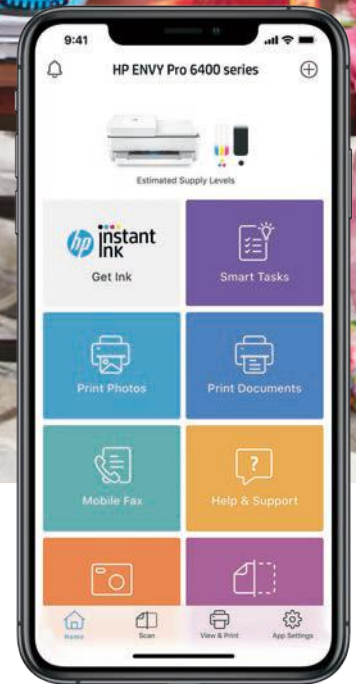 9:41
HP ENVY Pro 6400 series
Estimated Supply Levels
hp instant
ink
Get Ink
Smart Tasks
Print Photos
Print Documents
Mobile Fax
?
Help & Support
Home
Scan
View & Print
App Settings